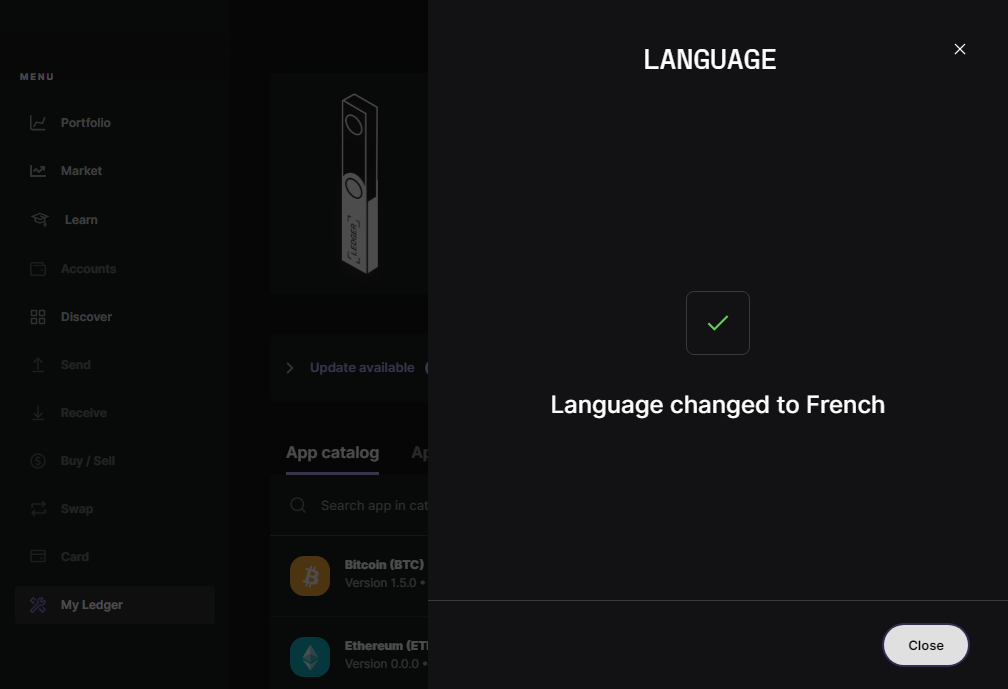 MENU
Portfolio
Market
Learn
Accounts
Discover
Send
Receive
Buy / Sell
Swap
Card
My Ledger
LEDGER
Update available
App catalog
Search app in cat
Bitcoin (BTC)
Version 1.5.0 •
Ethereum (ETH
Version 0.0.0 •
LANGUAGE
Language changed to French
Close